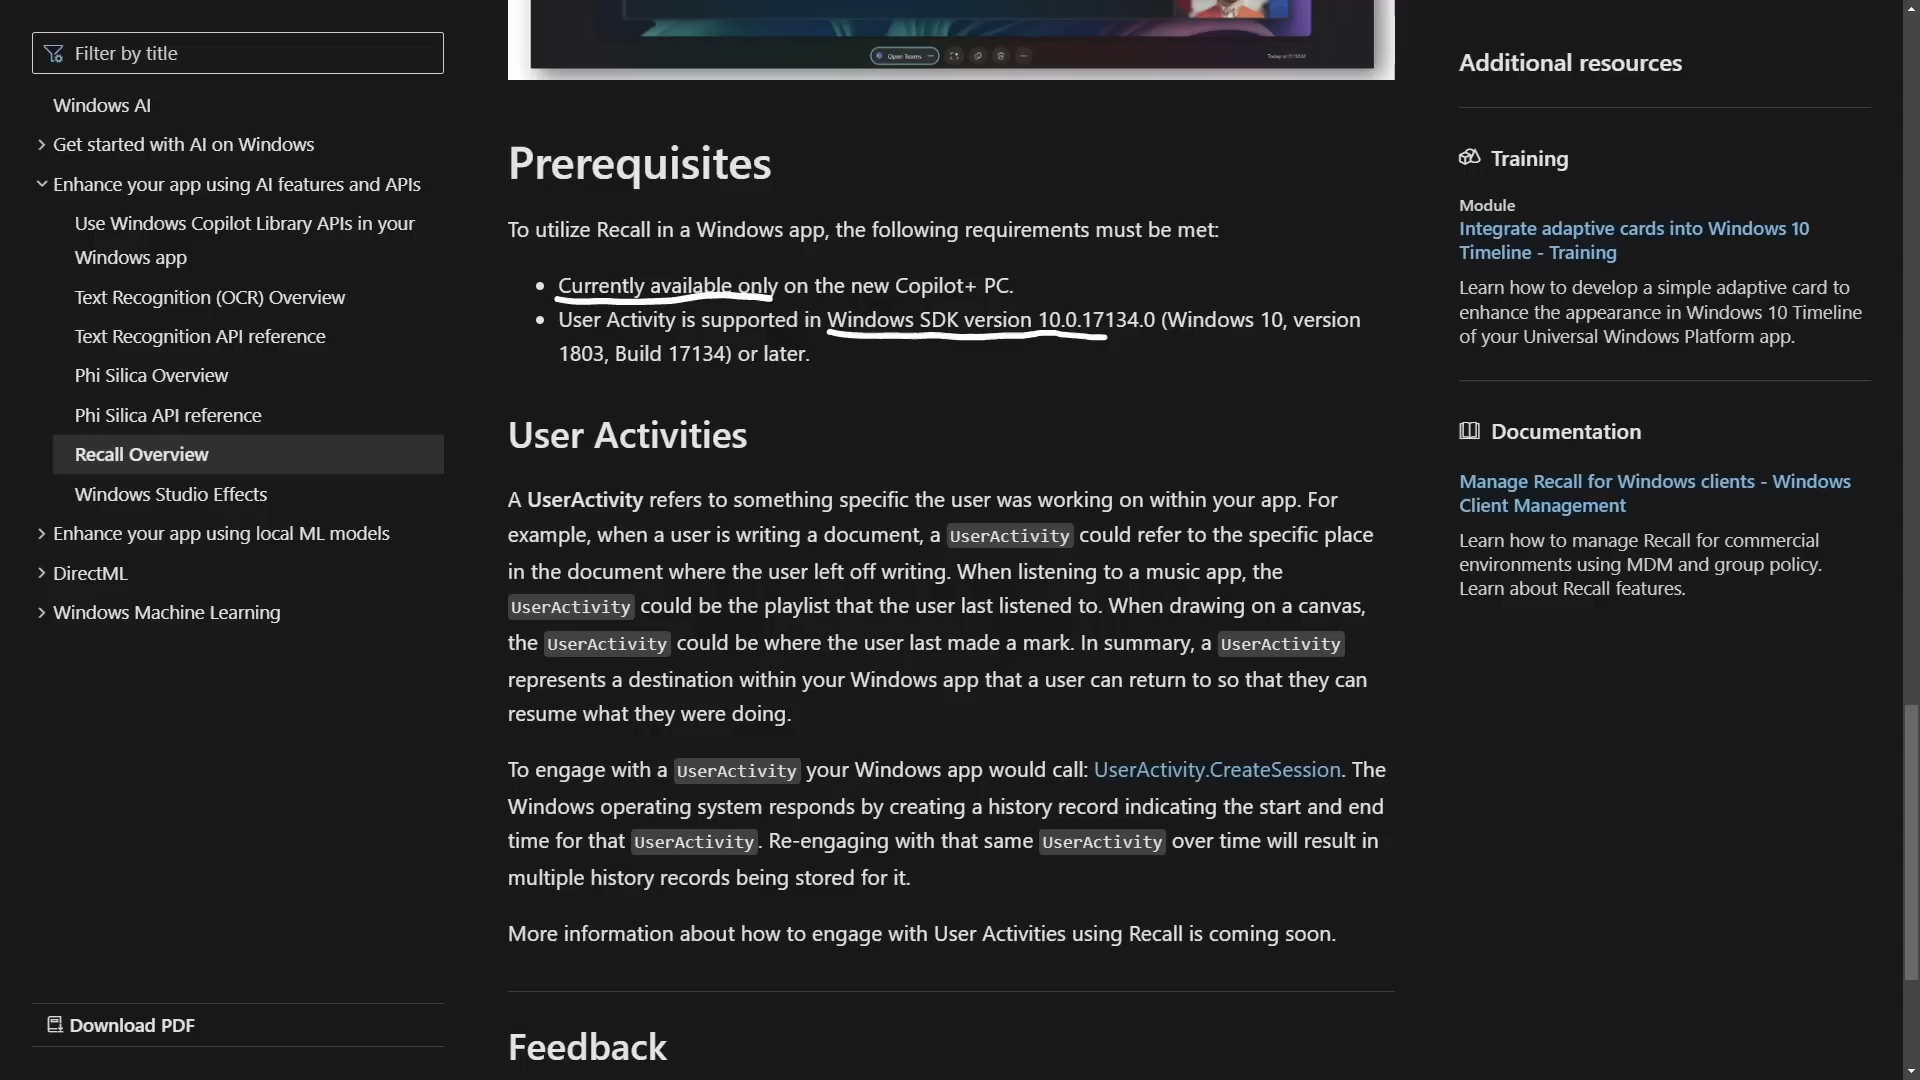 Filter by title
Windows AI
Get started with AI on Windows
Enhance your app using AI features and APIs
Use Windows Copilot Library APIs in your
Windows app
Text Recognition (OCR) Overview
Text Recognition API reference
Phi Silica Overview
Phi Silica API reference
Recall Overview
Windows Studio Effects
Enhance your app using local ML models
DirectML
Windows Machine Learning
Download PDF
Open Teams
Today at 11:19AM
Prerequisites
To utilize Recall in a Windows app, the following requirements must be met:
• Currently available only on the new Copilot+ PC.
• User Activity is supported in Windows SDK version 10.0.17134.0 (Windows 10, version
1803, Build 17134) or later.
User Activities
A UserActivity refers to something specific the user was working on within your app. For
example, when a user is writing a document, a UserActivity could refer to the specific place
in the document where the user left off writing. When listening to a music app, the
UserActivity could be the playlist that the user last listened to. When drawing on a canvas,
the UserActivity could be where the user last made a mark. In summary, a UserActivity
represents a destination within your Windows app that a user can return to so that they can
resume what they were doing.
To engage with a UserActivity your Windows app would call: UserActivity.CreateSession. The
Windows operating system responds by creating a history record indicating the start and end
time for that UserActivity. Re-engaging with that same UserActivity over time will result in
multiple history records being stored for it.
More information about how to engage with User Activities using Recall is coming soon.
Feedback
Additional resources
Training
Module
Integrate adaptive cards into Windows 10
Timeline - Training
Learn how to develop a simple adaptive card to
enhance the appearance in Windows 10 Timeline
of your Universal Windows Platform app.
Documentation
Manage Recall for Windows clients - Windows
Client Management
Learn how to manage Recall for commercial
environments using MDM and group policy.
Learn about Recall features.